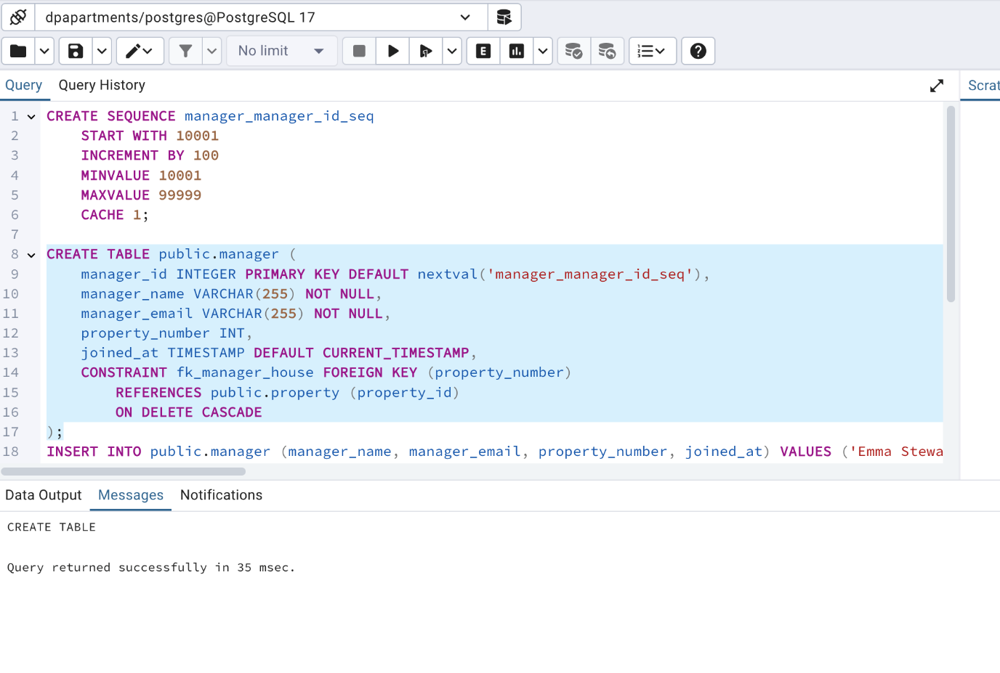 dpapartments/postgres@PostgreSQL 17
No limit
Query Query History
Scrat
1 CREATE SEQUENCE manager_manager_id_seq
2 START WITH 10001
3 INCREMENT BY 100
4 MINVALUE 10001
5 MAXVALUE 99999
6 CACHE 1;
7
8 CREATE TABLE public.manager (
9 manager_id INTEGER PRIMARY KEY DEFAULT nextval('manager_manager_id_seq'),
10 manager_name VARCHAR(255) NOT NULL,
11 manager_email VARCHAR(255) NOT NULL,
12 property_number INT,
13 joined_at TIMESTAMP DEFAULT CURRENT_TIMESTAMP,
14 CONSTRAINT fk_manager_house FOREIGN KEY (property_number)
15 REFERENCES public.property (property_id)
16 ON DELETE CASCADE
17 );
18 INSERT INTO public.manager (manager_name, manager_email, property_number, joined_at) VALUES ('Emma Stewa
Data Output Messages Notifications
CREATE TABLE
Query returned successfully in 35 msec.